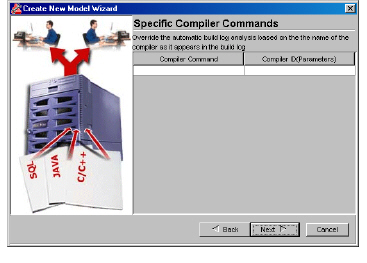 Create New Model Wizard
Specific Compiler Commands
Override the automatic build log analysis based on the the name of the
compiler as it appears in the build log
Compiler Command
Compiler ID(Parameters)
SQL
JAVA
C/C++
Back
Next
Cancel